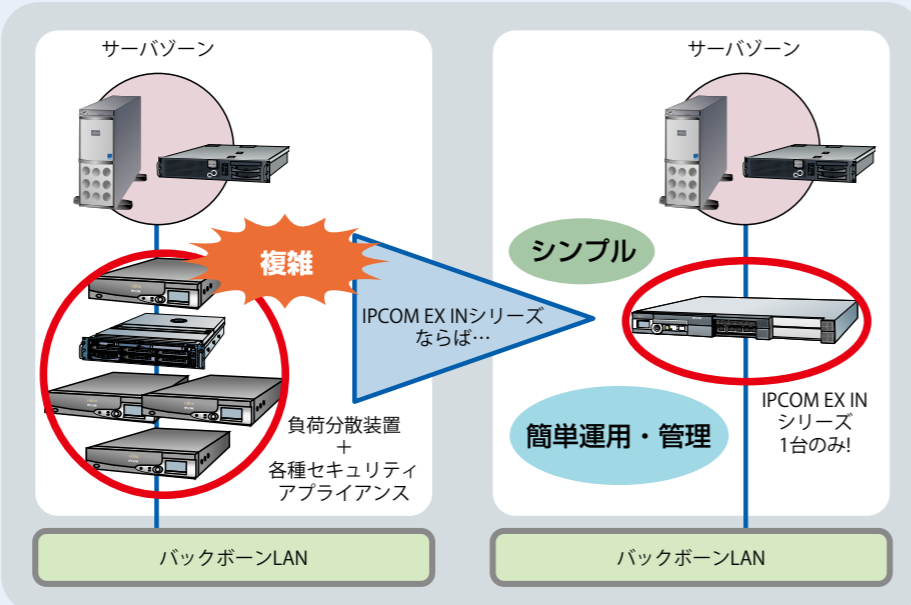 サーバゾーン
複雑
負荷分散装置
＋
各種セキュリティ
アプライアンス
バックボーンLAN
IPCOM EX INシリーズ
ならば…
サーバゾーン
シンプル
簡単運用・管理
IPCOM EX IN
シリーズ
1台のみ!
バックボーンLAN